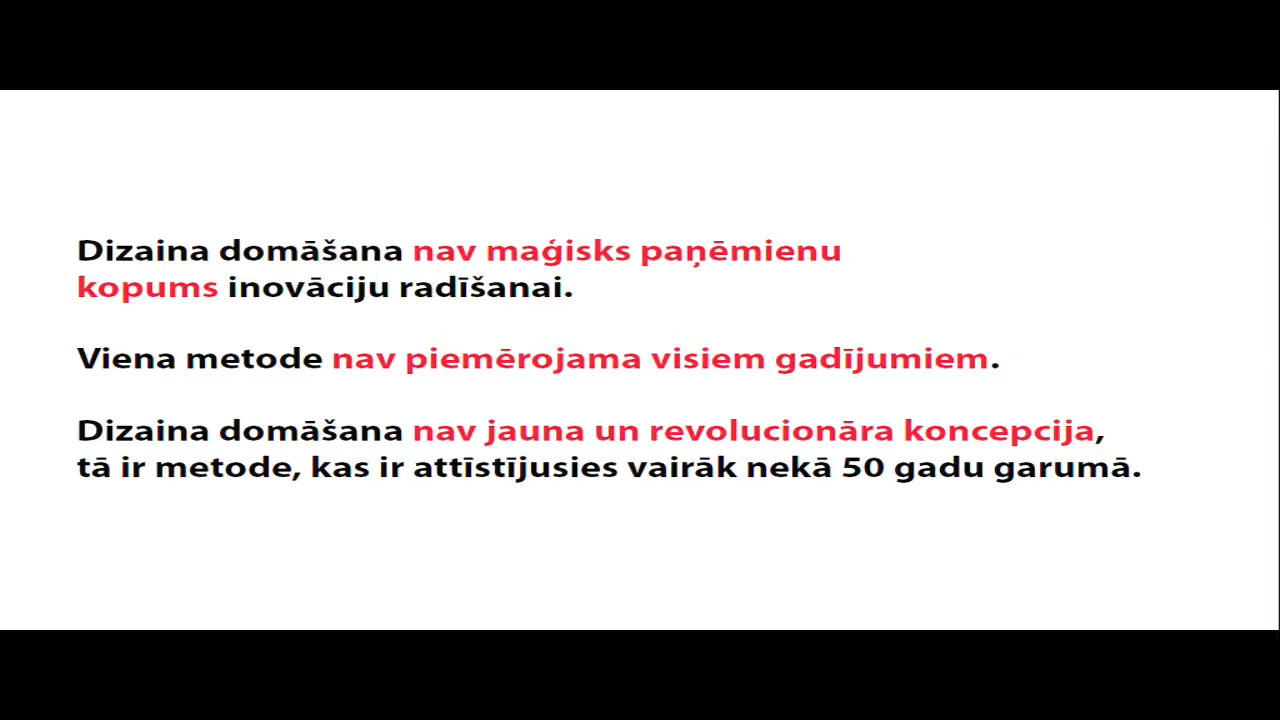 Dizaina domāšana nav maģisks paņēmienu
kopums inovāciju radīšanai.
Viena metode nav piemērojama visiem gadījumiem.
Dizaina domāšana nav jauna un revolucionāra koncepcija,
tā ir metode, kas ir attīstījusies vairāk nekā 50 gadu garumā.